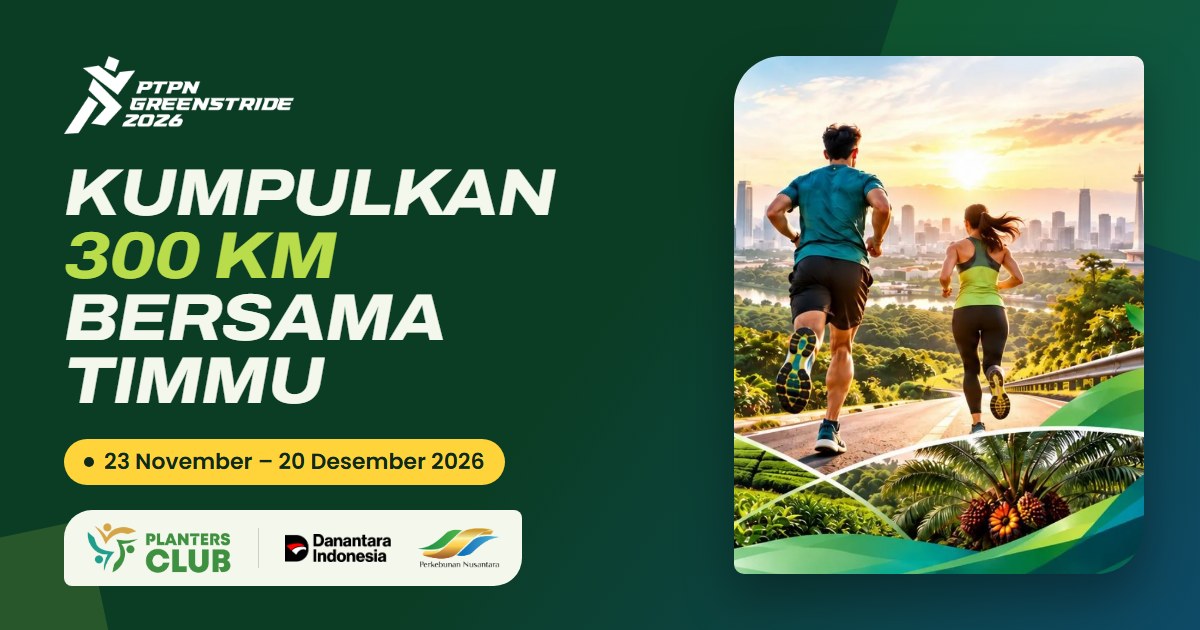 PTPN
GREENSTRIDE
2026
KUMPULKAN
300 KM
BERSAMA
TIMMU
23 November – 20 Desember 2026
PLANTERS
CLUB
Danantara
Indonesia
Perkebunan Nusantara